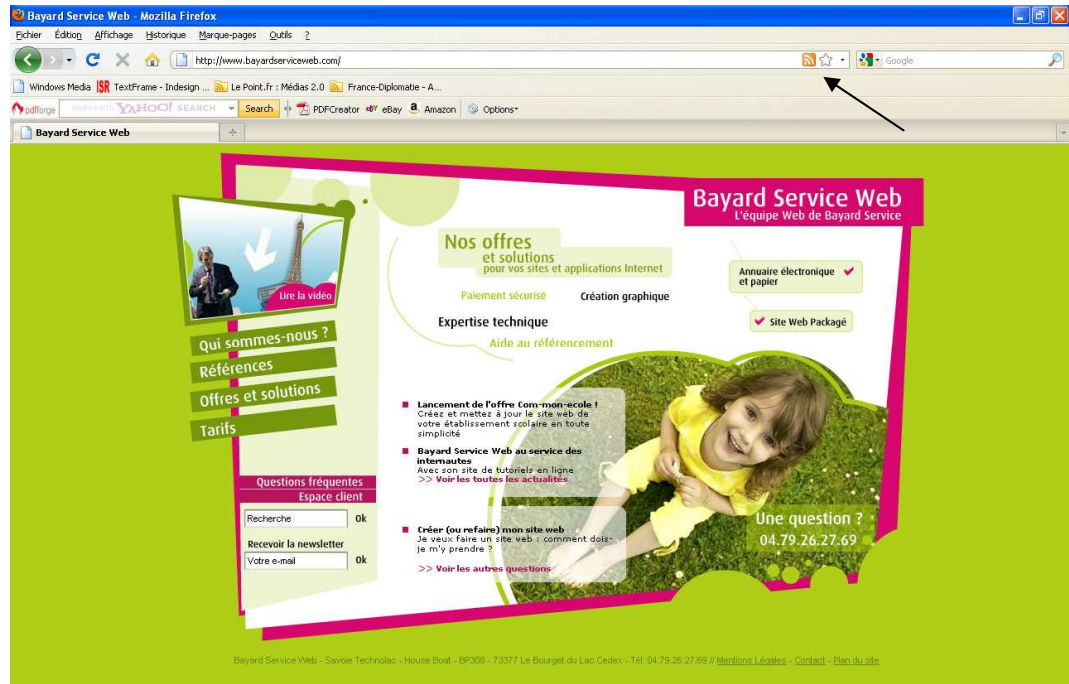 Bayard Service Web - Mozilla Firefox
Fichier Édition Affichage Historique Marque-pages Outils ?
http://www.bayardserviceweb.com/ Google
Windows Media TextFrame - Indesign ... Le Point.fr : Médias 2.0 France-Diplomatie - A...
pdfforge YAHOO! SEARCH Search PDFCreator eBay Amazon Options
Bayard Service Web
Bayard Service Web
L'équipe Web de Bayard Service
Lire la vidéo
Qui sommes-nous ?
Références
Offres et solutions
Tarifs
Nos offres
et solutions
pour vos sites et applications Internet
Paiement sécurisé Création graphique
Expertise technique
Aide au référencement
Annuaire électronique
et papier
Site Web Packagé
Lancement de l'offre Com-mon-ecole !
Créez et mettez à jour le site web de
votre établissement scolaire en toute
simplicité
Bayard Service Web au service des
internautes
Avec son site de tutoriels en ligne
>> Voir les toutes les actualités
Questions fréquentes
Espace client
Recherche Ok
Recevoir la newsletter
Votre e-mail Ok
Créer (ou refaire) mon site web
Je veux faire un site web : comment dois-
je m'y prendre ?
>> Voir les autres questions
Une question ?
04.79.26.27.69
Bayard Service Web - Savoie Technolac - House Boat - BP308 - 73377 Le Bourget du Lac Cedex - Tél: 04.79.26.27.69 // Mentions Légales - Contact - Plan du site